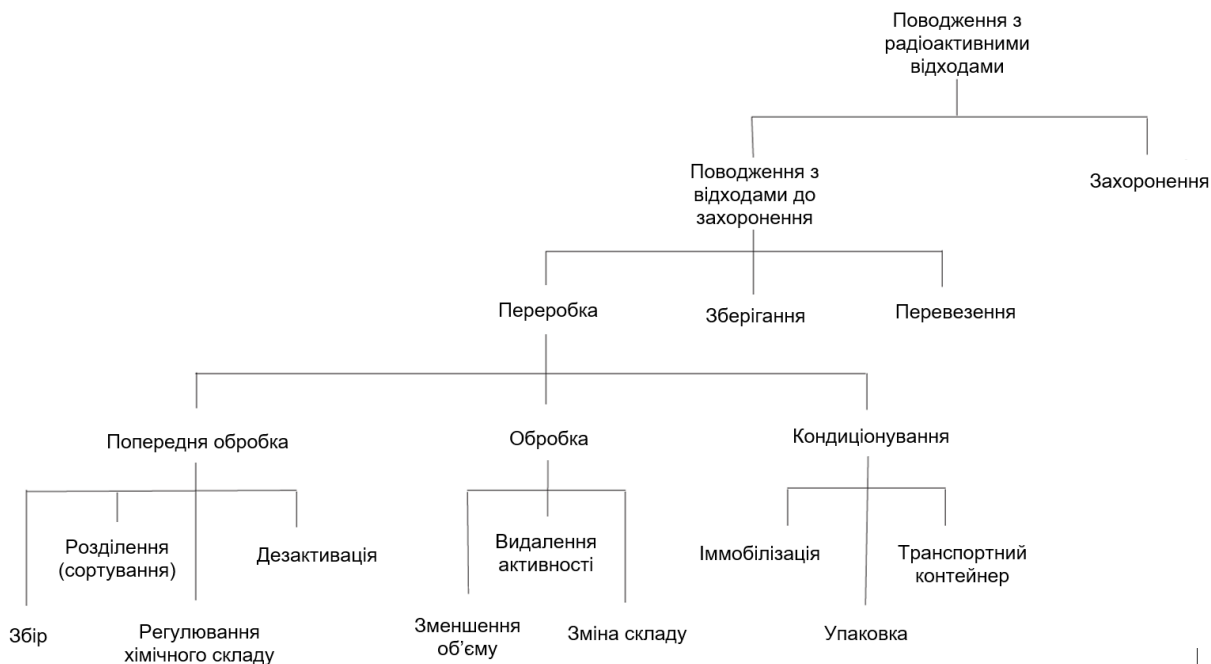 Поводження з
радіоактивними
відходами
Поводження з
відходами до
захоронення
Захоронення
Переробка
Зберігання
Перевезення
Попередня обробка
Обробка
Кондиціонування
Розділення
(сортування)
Дезактивація
Видалення
активності
Іммобілізація
Транспортний
контейнер
Збір
Регулювання
хімічного складу
Зменшення
об'єму
Зміна складу
Упаковка